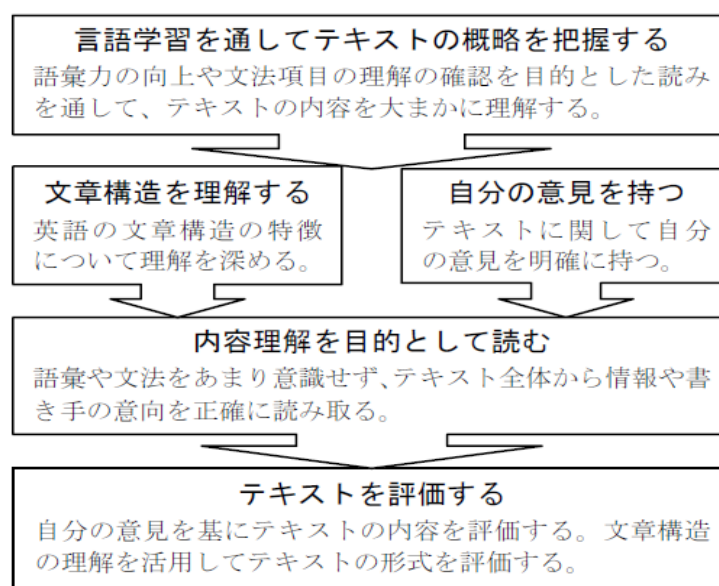 言語学習を通してテキストの概略を把握する
語彙力の向上や文法項目の理解の確認を目的とした読み
を通して、テキストの内容を大まかに理解する。
文章構造を理解する
英語の文章構造の特徴
について理解を深める。
自分の意見を持つ
テキストに関して自分
の意見を明確に持つ。
内容理解を目的として読む
語彙や文法をあまり意識せず、テキスト全体から情報や書
き手の意向を正確に読み取る。
テキストを評価する
自分の意見を基にテキストの内容を評価する。文章構造
の理解を活用してテキストの形式を評価する。